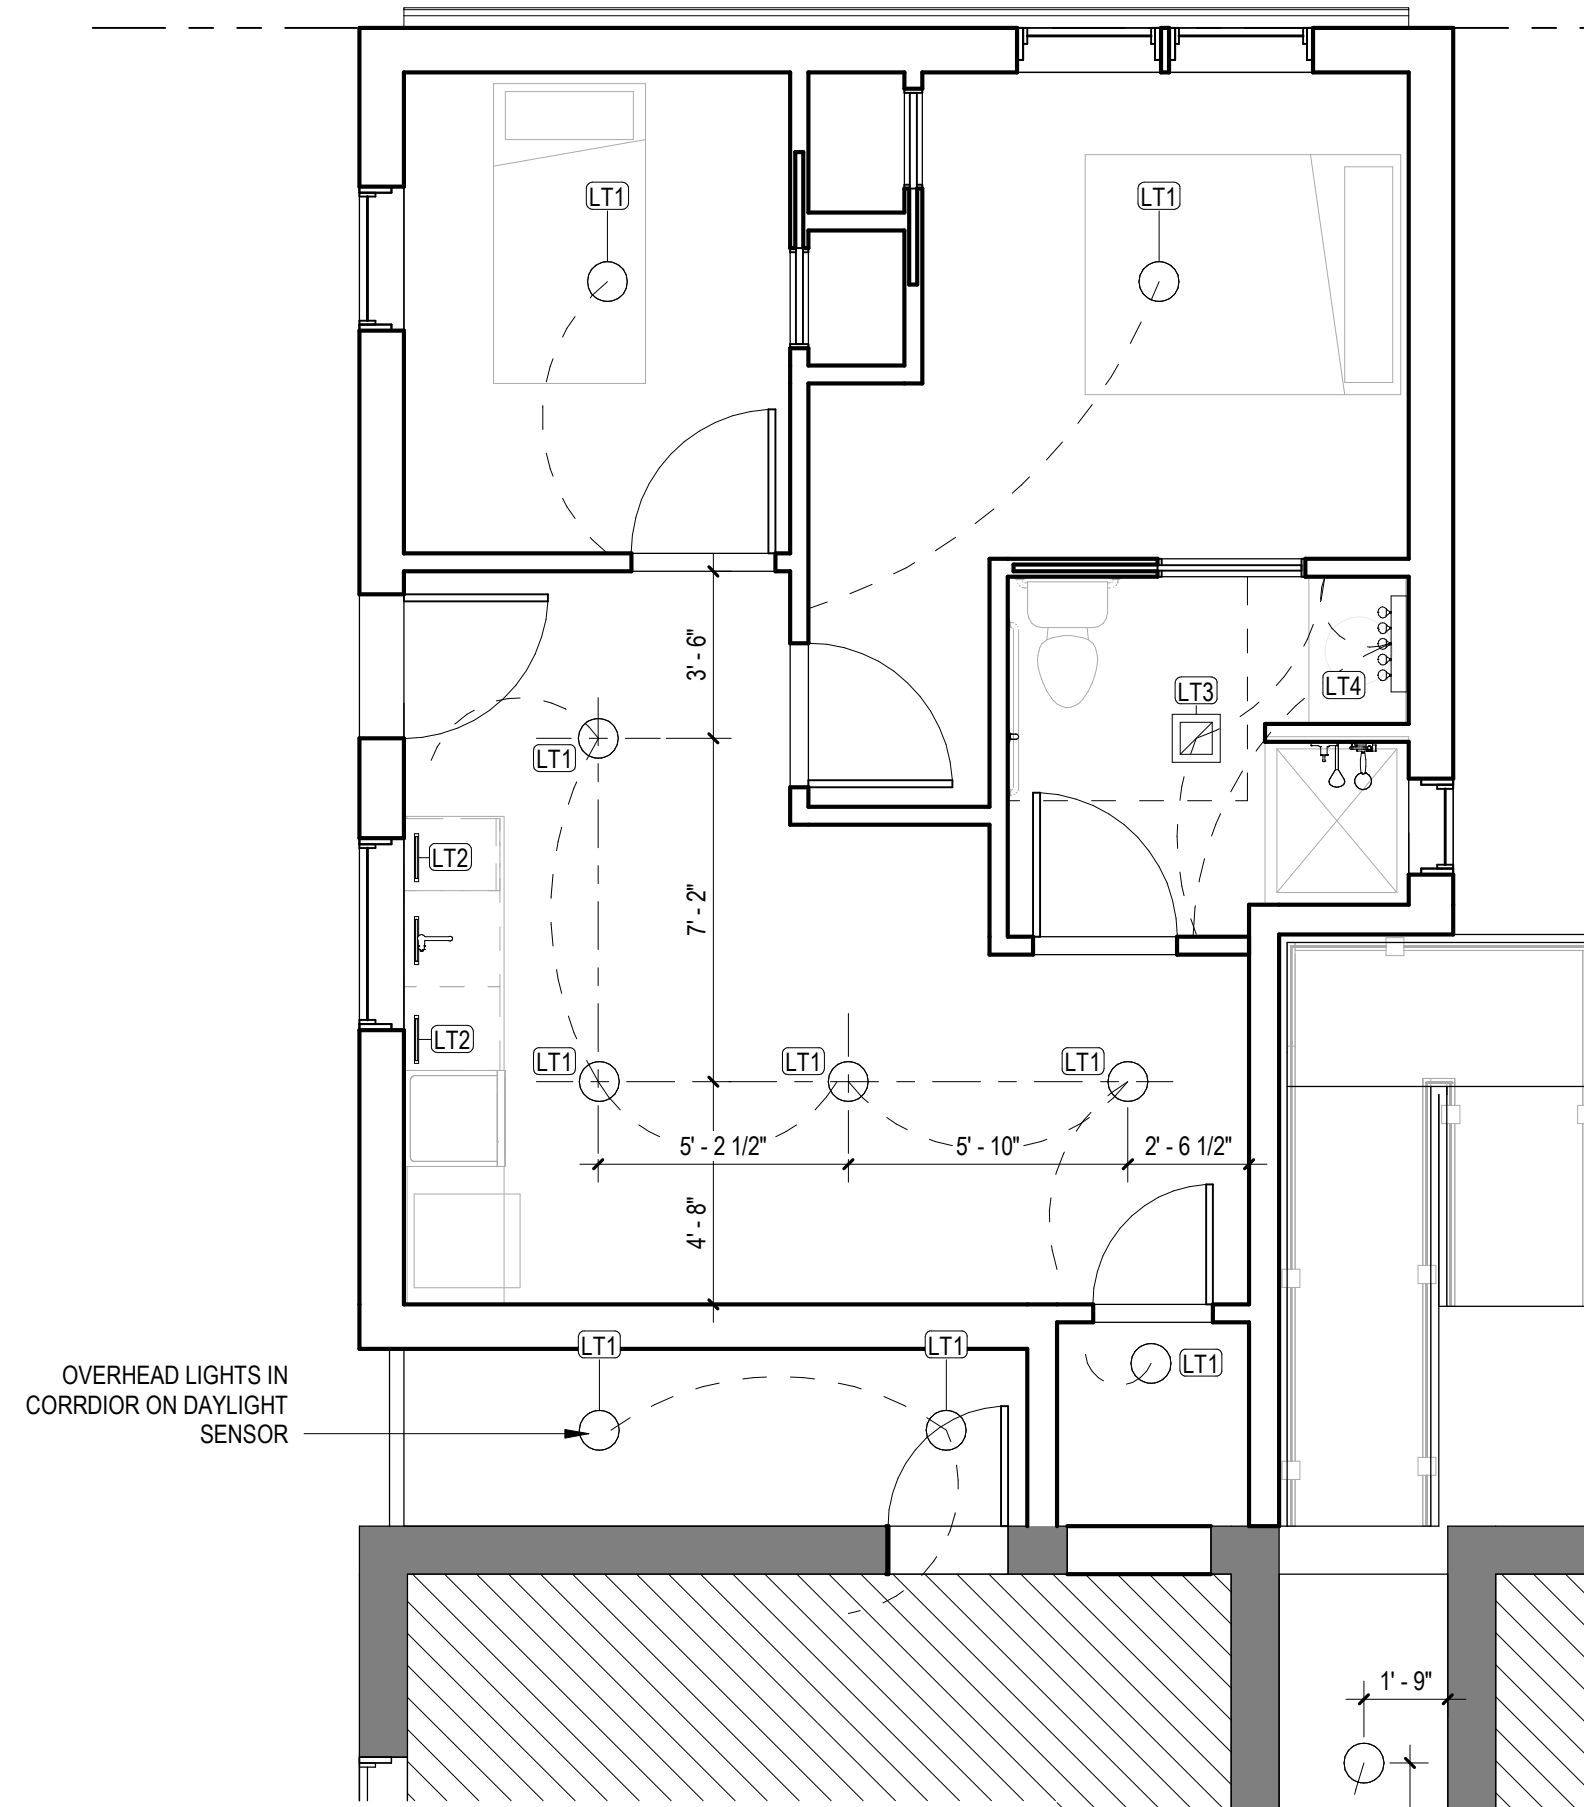 LT1
LT1
3' - 6"
LT3
LT4
LT1
LT2
7' - 2"
LT2
LT1
LT1
LT1
5' - 2 1/2"
5' - 10"
2' - 6 1/2"
4' - 8"
LT1
LT1
LT1
OVERHEAD LIGHTS IN
CORRDIOR ON DAYLIGHT
SENSOR
1' - 9"